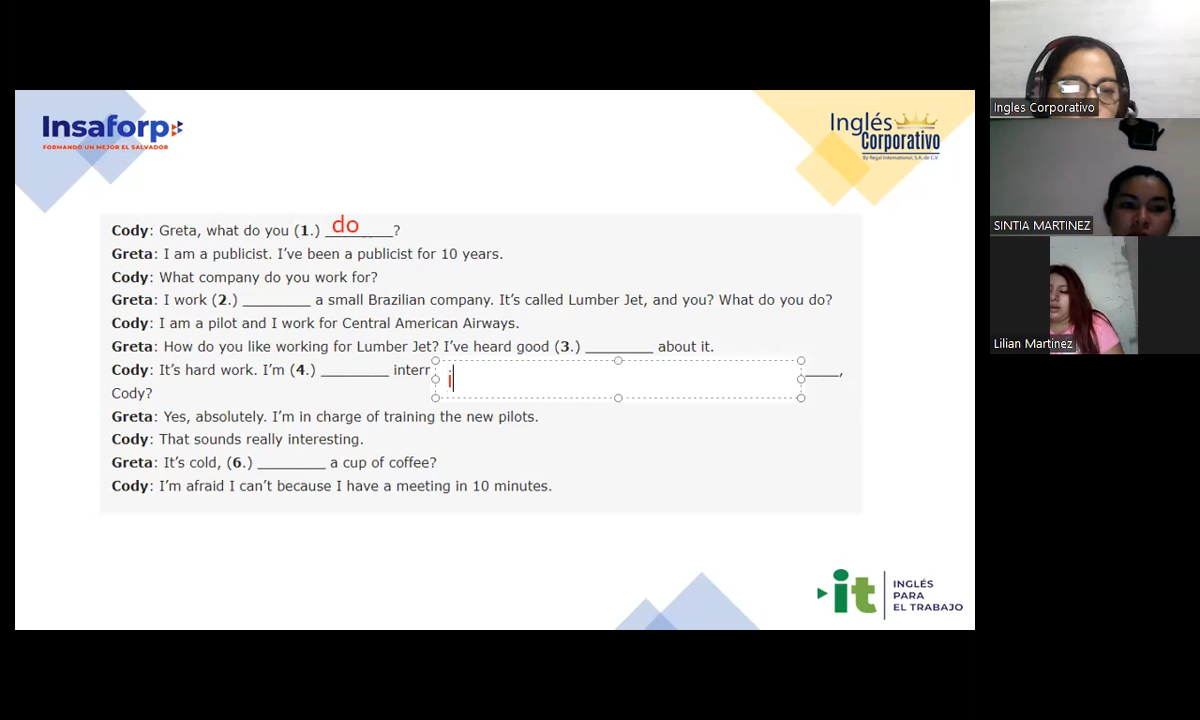 Insaforp
FORMANDO UN MEJOR EL SALVADOR
Inglés
Corporativo
By Regal International, S.A. de C.V.
Cody: Greta, what do you (1.) do ________?
Greta: I am a publicist. I've been a publicist for 10 years.
Cody: What company do you work for?
Greta: I work (2.) ________ a small Brazilian company. It's called Lumber Jet, and you? What do you do?
Cody: I am a pilot and I work for Central American Airways.
Greta: How do you like working for Lumber Jet? I've heard good (3.) ________ about it.
Cody: It's hard work. I'm (4.) ________ interr i ____,
Cody?
Greta: Yes, absolutely. I'm in charge of training the new pilots.
Cody: That sounds really interesting.
Greta: It's cold, (6.) ________ a cup of coffee?
Cody: I'm afraid I can't because I have a meeting in 10 minutes.
it
INGLÉS
PARA
EL TRABAJO
Ingles Corporativo
SINTIA MARTINEZ
Lilian Martinez